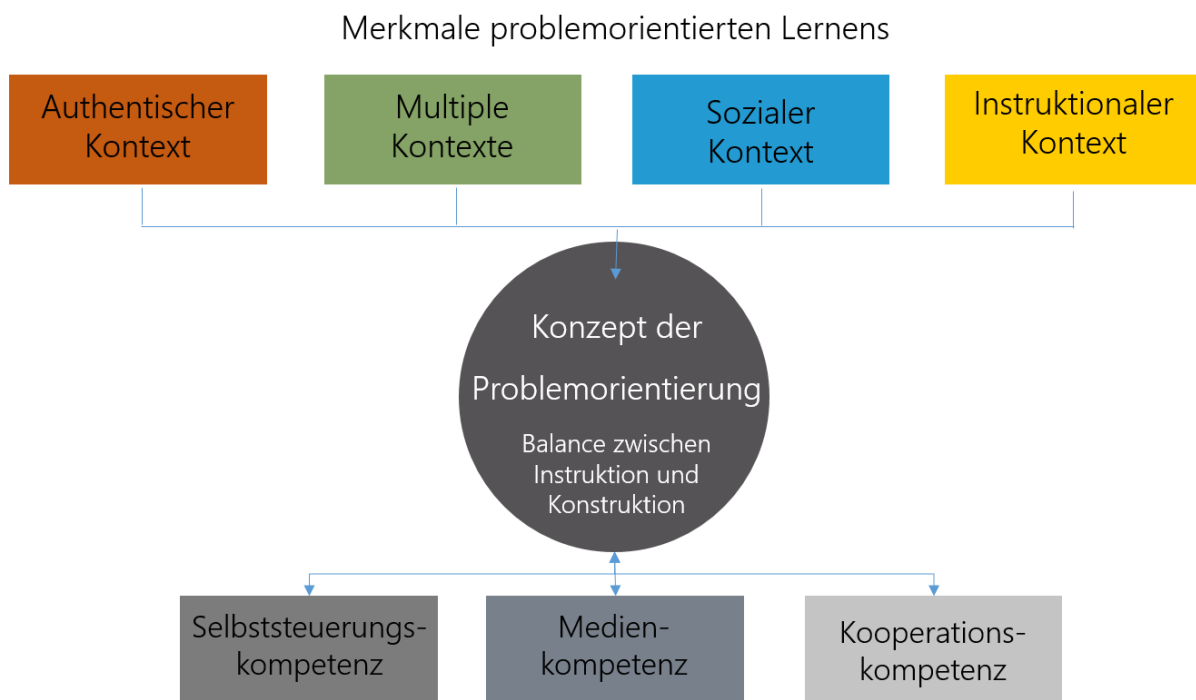 Merkmale problemorientierten Lernens
Authentischer
Kontext
Multiple
Kontexte
Sozialer
Kontext
Instruktionaler
Kontext
Konzept der
Problemorientierung
Balance zwischen
Instruktion und
Konstruktion
Selbststeuerungs-
kompetenz
Medien-
kompetenz
Kooperations-
kompetenz